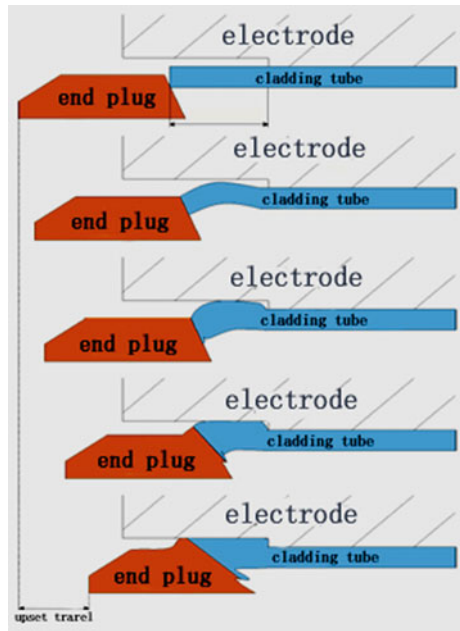 electrode
cladding tube
end plug
electrode
cladding tube
end plug
electrode
cladding tube
end plug
electrode
cladding tube
end plug
electrode
cladding tube
end plug
upset trarel